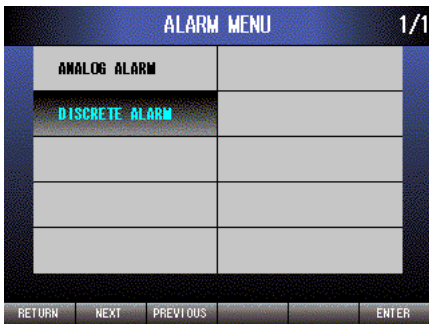 ALARM MENU 1/1
ANALOG ALARM
DISCRETE ALARM
RETURN NEXT PREVIOUS ENTER